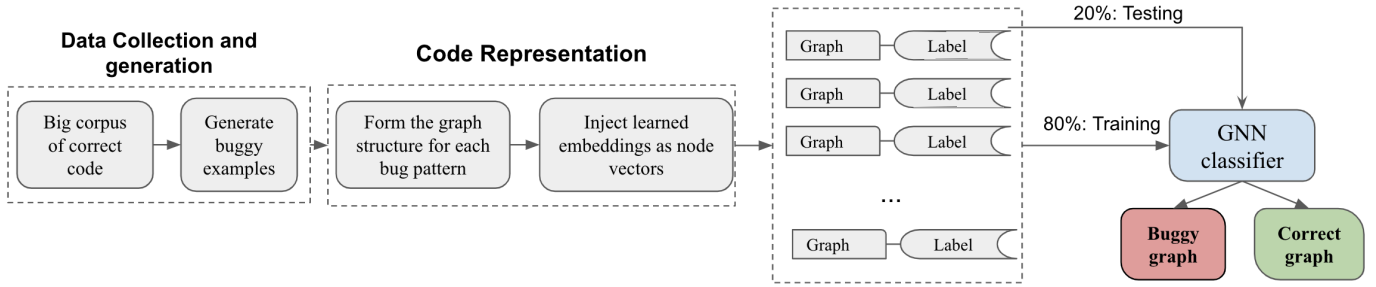 Data Collection and
generation
Big corpus
of correct
code
Generate
buggy
examples
Code Representation
Form the graph
structure for each
bug pattern
Inject learned
embeddings as node
vectors
Graph
Label
Graph
Label
Graph
Label
...
Graph
Label
20%: Testing
80%: Training
GNN
classifier
Buggy
graph
Correct
graph